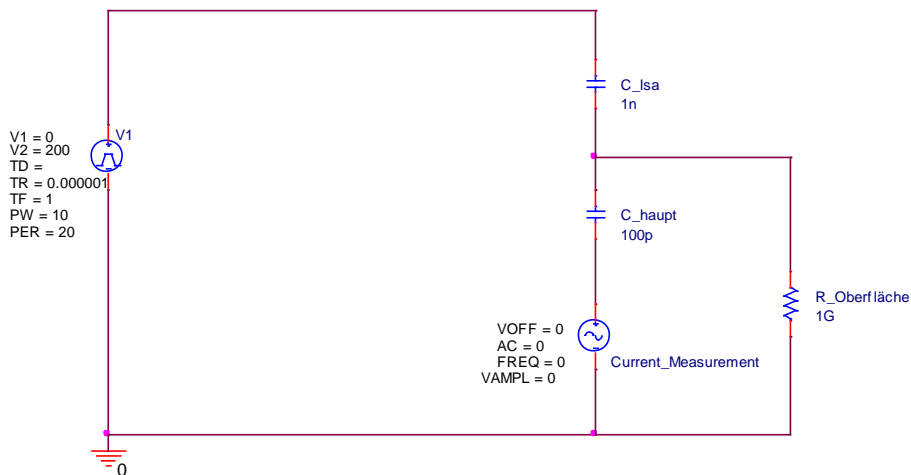 C_Isa
1n
V1
V1 = 0
V2 = 200
TD =
TR = 0.000001
TF = 1
PW = 10
PER = 20
C_haupt
100p
R_Oberfläche
1G
VOFF = 0
AC = 0
FREQ = 0
VAMPL = 0
Current_Measurement
0